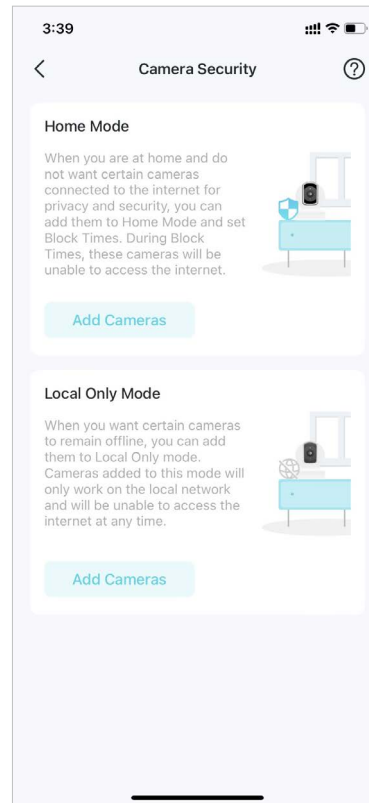 3:39
Camera Security
?
Home Mode
When you are at home and do
not want certain cameras
connected to the internet for
privacy and security, you can
add them to Home Mode and set
Block Times. During Block
Times, these cameras will be
unable to access the internet.
Add Cameras
Local Only Mode
When you want certain cameras
to remain offline, you can add
them to Local Only mode.
Cameras added to this mode will
only work on the local network
and will be unable to access the
internet at any time.
Add Cameras